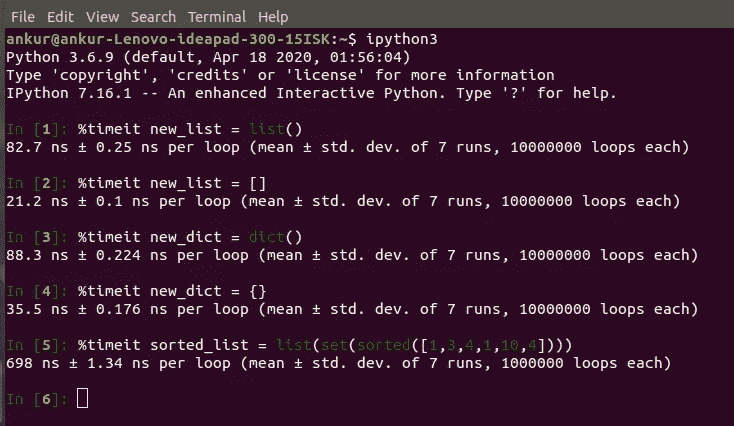 File Edit View Search Terminal Help
ankur@ankur-Lenovo-ideapad-300-15ISK:~$ ipython3
Python 3.6.9 (default, Apr 18 2020, 01:56:04)
Type 'copyright', 'credits' or 'license' for more information
IPython 7.16.1 -- An enhanced Interactive Python. Type '?' for help.
In [1]: %timeit new_list = list()
82.7 ns ± 0.25 ns per loop (mean ± std. dev. of 7 runs, 10000000 loops each)
In [2]: %timeit new_list = []
21.2 ns ± 0.1 ns per loop (mean ± std. dev. of 7 runs, 10000000 loops each)
In [3]: %timeit new_dict = dict()
88.3 ns ± 0.224 ns per loop (mean ± std. dev. of 7 runs, 10000000 loops each)
In [4]: %timeit new_dict = {}
35.5 ns ± 0.176 ns per loop (mean ± std. dev. of 7 runs, 10000000 loops each)
In [5]: %timeit sorted_list = list(set(sorted([1,3,4,1,10,4])))
698 ns ± 1.34 ns per loop (mean ± std. dev. of 7 runs, 1000000 loops each)
In [6]: